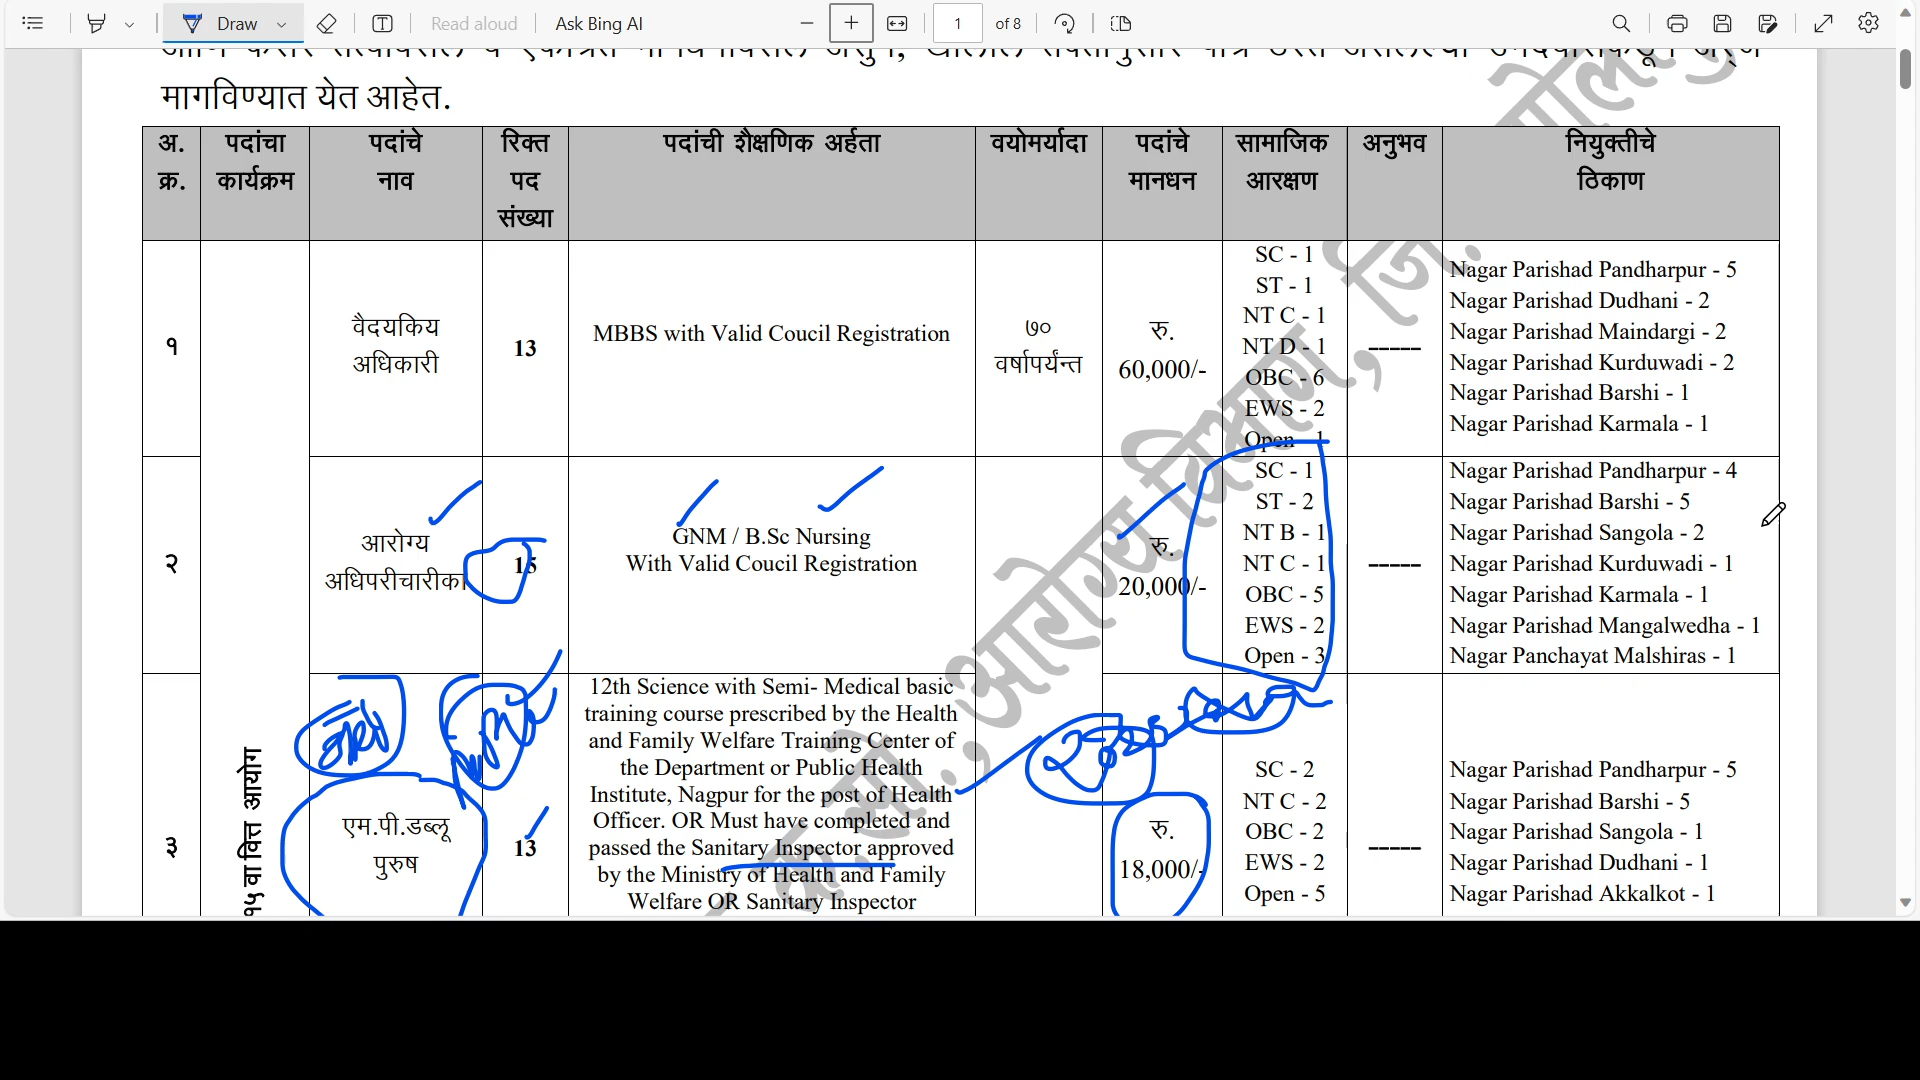 Draw
Read aloud
Ask Bing AI
1
of 8
मागविण्यात येत आहेत.
अ.
क्र.
पदांचा
कार्यक्रम
पदांचे
नाव
रिक्त
पद
संख्या
पदांची शैक्षणिक अर्हता
वयोमर्यादा
पदांचे
मानधन
सामाजिक
आरक्षण
अनुभव
नियुक्तीचे
ठिकाण
१
वैदयकिय
अधिकारी
13
MBBS with Valid Coucil Registration
७०
वर्षापर्यंन्त
रु.
60,000/-
SC - 1
ST - 1
NT C - 1
NT D - 1
OBC - 6
EWS - 2
Open - 1
-----
Nagar Parishad Pandharpur - 5
Nagar Parishad Dudhani - 2
Nagar Parishad Maindargi - 2
Nagar Parishad Kurduwadi - 2
Nagar Parishad Barshi - 1
Nagar Parishad Karmala - 1
२
आरोग्य
अधिपरीचारीका
15
GNM / B.Sc Nursing
With Valid Coucil Registration
रु.
20,000/-
SC - 1
ST - 2
NT B - 1
NT C - 1
OBC - 5
EWS - 2
Open - 3
-----
Nagar Parishad Pandharpur - 4
Nagar Parishad Barshi - 5
Nagar Parishad Sangola - 2
Nagar Parishad Kurduwadi - 1
Nagar Parishad Karmala - 1
Nagar Parishad Mangalwedha - 1
Nagar Panchayat Malshiras - 1
१५ वा वित्त आयोग
३
एम.पी.डब्लू
पुरुष
13
12th Science with Semi- Medical basic
training course prescribed by the Health
and Family Welfare Training Center of
the Department or Public Health
Institute, Nagpur for the post of Health
Officer. OR Must have completed and
passed the Sanitary Inspector approved
by the Ministry of Health and Family
Welfare OR Sanitary Inspector
रु.
18,000/-
SC - 2
NT C - 2
OBC - 2
EWS - 2
Open - 5
-----
Nagar Parishad Pandharpur - 5
Nagar Parishad Barshi - 5
Nagar Parishad Sangola - 1
Nagar Parishad Dudhani - 1
Nagar Parishad Akkalkot - 1
आरोग्य विभाग, जि.